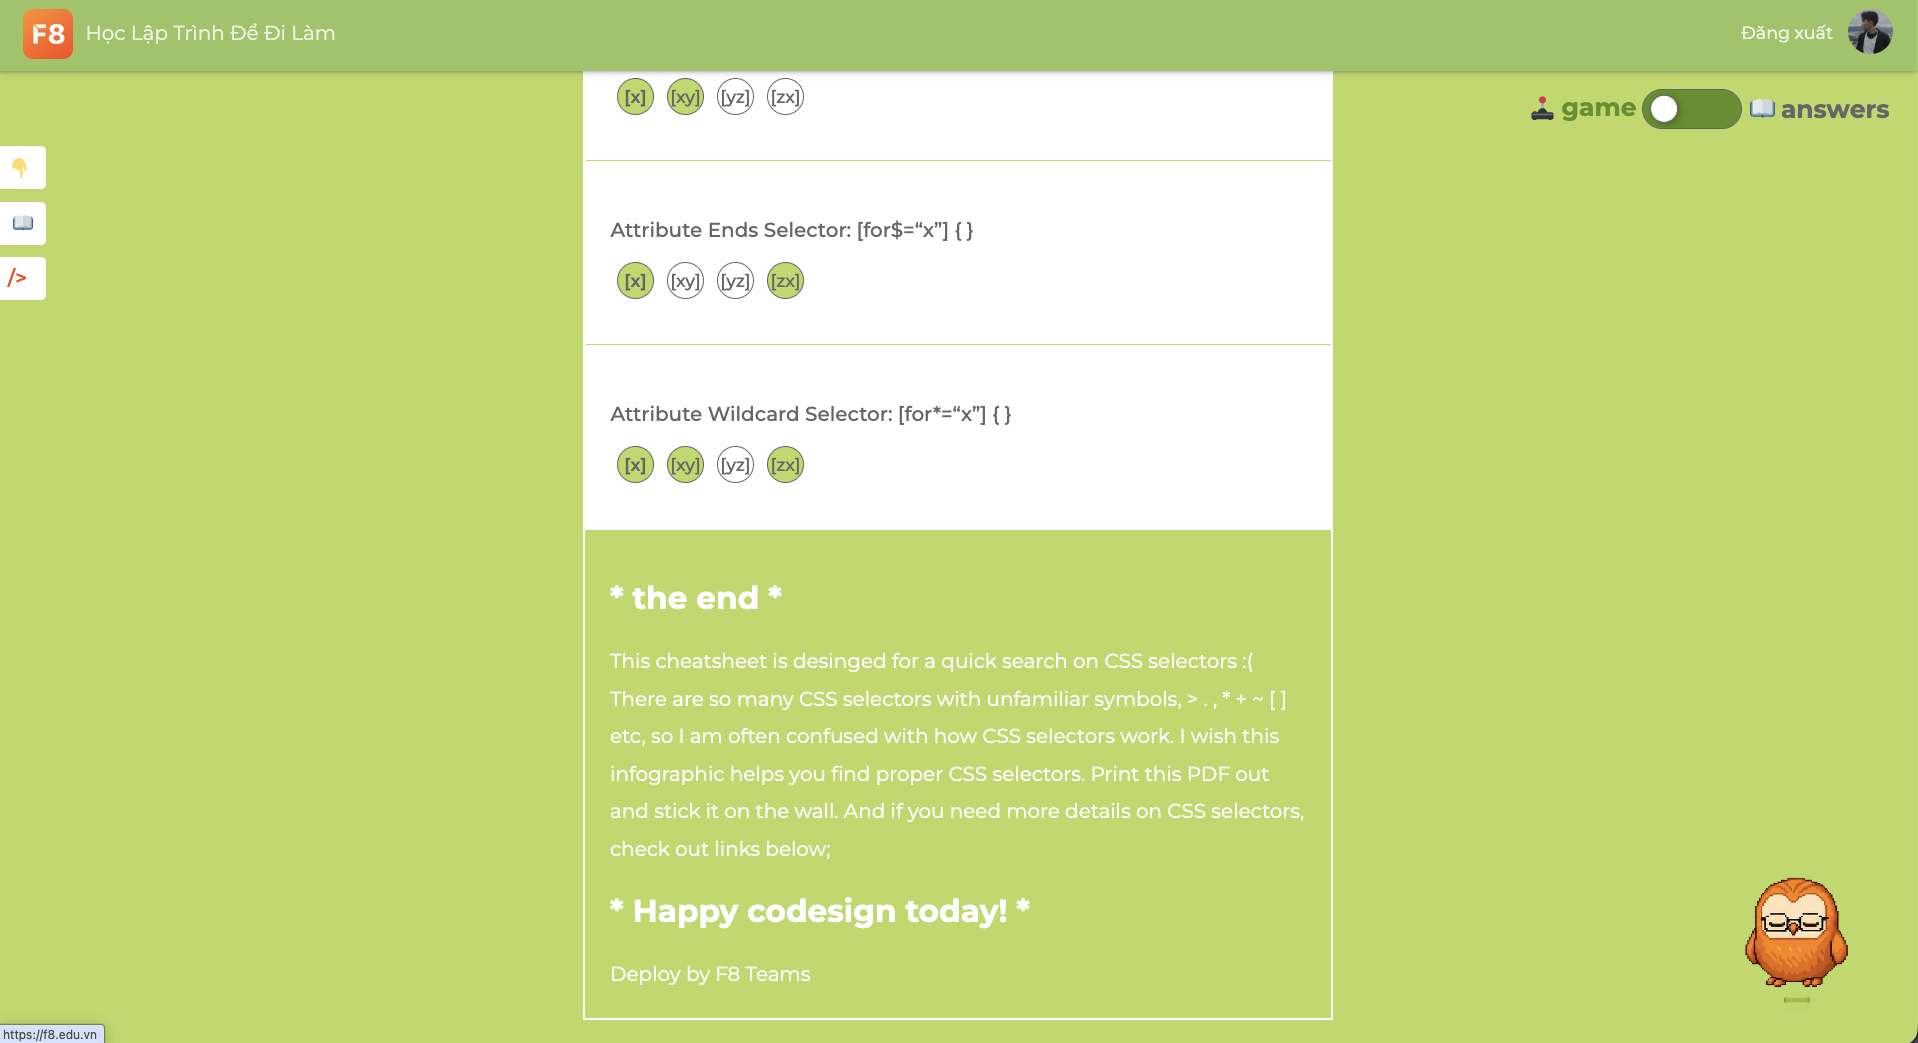 F8 Học Lập Trình Để Đi Làm
Đăng xuất
[x] [xy] [yz] [zx]
game
answers
/>
Attribute Ends Selector: [for$=“x”] { }
[x] [xy] [yz] [zx]
Attribute Wildcard Selector: [for*=“x”] { }
[x] [xy] [yz] [zx]
* the end *
This cheatsheet is desinged for a quick search on CSS selectors :(
There are so many CSS selectors with unfamiliar symbols, > . , * + ~ [ ]
etc, so I am often confused with how CSS selectors work. I wish this
infographic helps you find proper CSS selectors. Print this PDF out
and stick it on the wall. And if you need more details on CSS selectors,
check out links below;
* Happy codesign today! *
Deploy by F8 Teams
https://f8.edu.vn